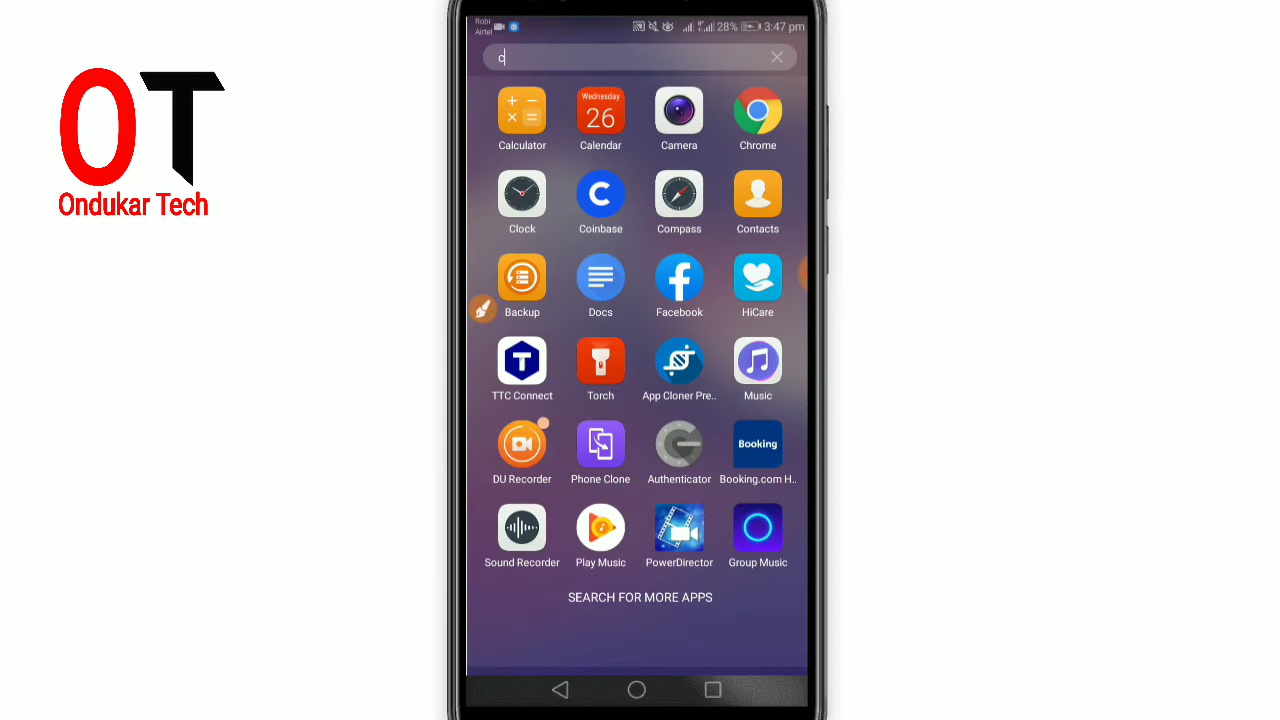 OT
Ondukar Tech
Robi
Airtel
28% 3:47 pm
c
Wednesday
26
Calculator Calendar Camera Chrome
C
Clock Coinbase Compass Contacts
Backup Docs Facebook HiCare
T
TTC Connect Torch App Cloner Pre.. Music
Booking
DU Recorder Phone Clone Authenticator Booking.com H..
Sound Recorder Play Music PowerDirector Group Music
SEARCH FOR MORE APPS